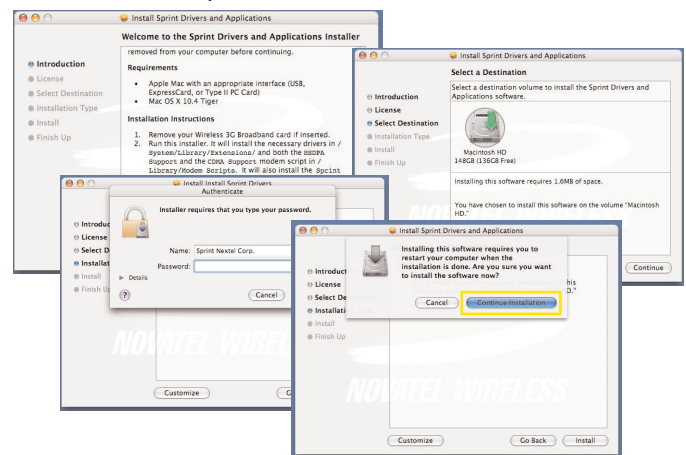 Install Sprint Drivers and Applications
Welcome to the Sprint Drivers and Applications Installer
Introduction
License
Select Destination
Installation Type
Install
Finish Up
removed from your computer before continuing.
Requirements
• Apple Mac with an appropriate interface (USB,
ExpressCard, or Type II PC Card)
• Mac OS X 10.4 Tiger
Installation Instructions
1. Remove your Wireless 3G Broadband card if inserted.
2. Run this installer. It will install the necessary drivers in /
System/Library/Extensions/ and both the HSDPA
Support and the CDMA Support modem script in /
Library/Modem Scripts. It will also install the Sprint
Install Sprint Drivers and Applications
Select a Destination
Introduction
License
Select Destination
Installation Type
Install
Finish Up
Select a destination volume to install the Sprint Drivers and
Applications software.
Macintosh HD
148GB (136GB Free)
Installing this software requires 1.6MB of space.
You have chosen to install this software on the volume "Macintosh
HD."
Continue
Install Install Sprint Drivers
Authenticate
Installer requires that you type your password.
Name: Sprint Nextel Corp.
Password:
Details
?
Cancel
Introduc
License
Select D
Installat
Install
Finish Up
NOVATEL WIREL
Customize
G
Install Sprint Drivers and Applications
Installing this software requires you to
restart your computer when the
installation is done. Are you sure you want
to install the software now?
Cancel
Continue Installation
Introduct
License
Select De
Installati
Install
Finish Up
his
D."
NOVATEL WIRELESS
Customize
Go Back
Install